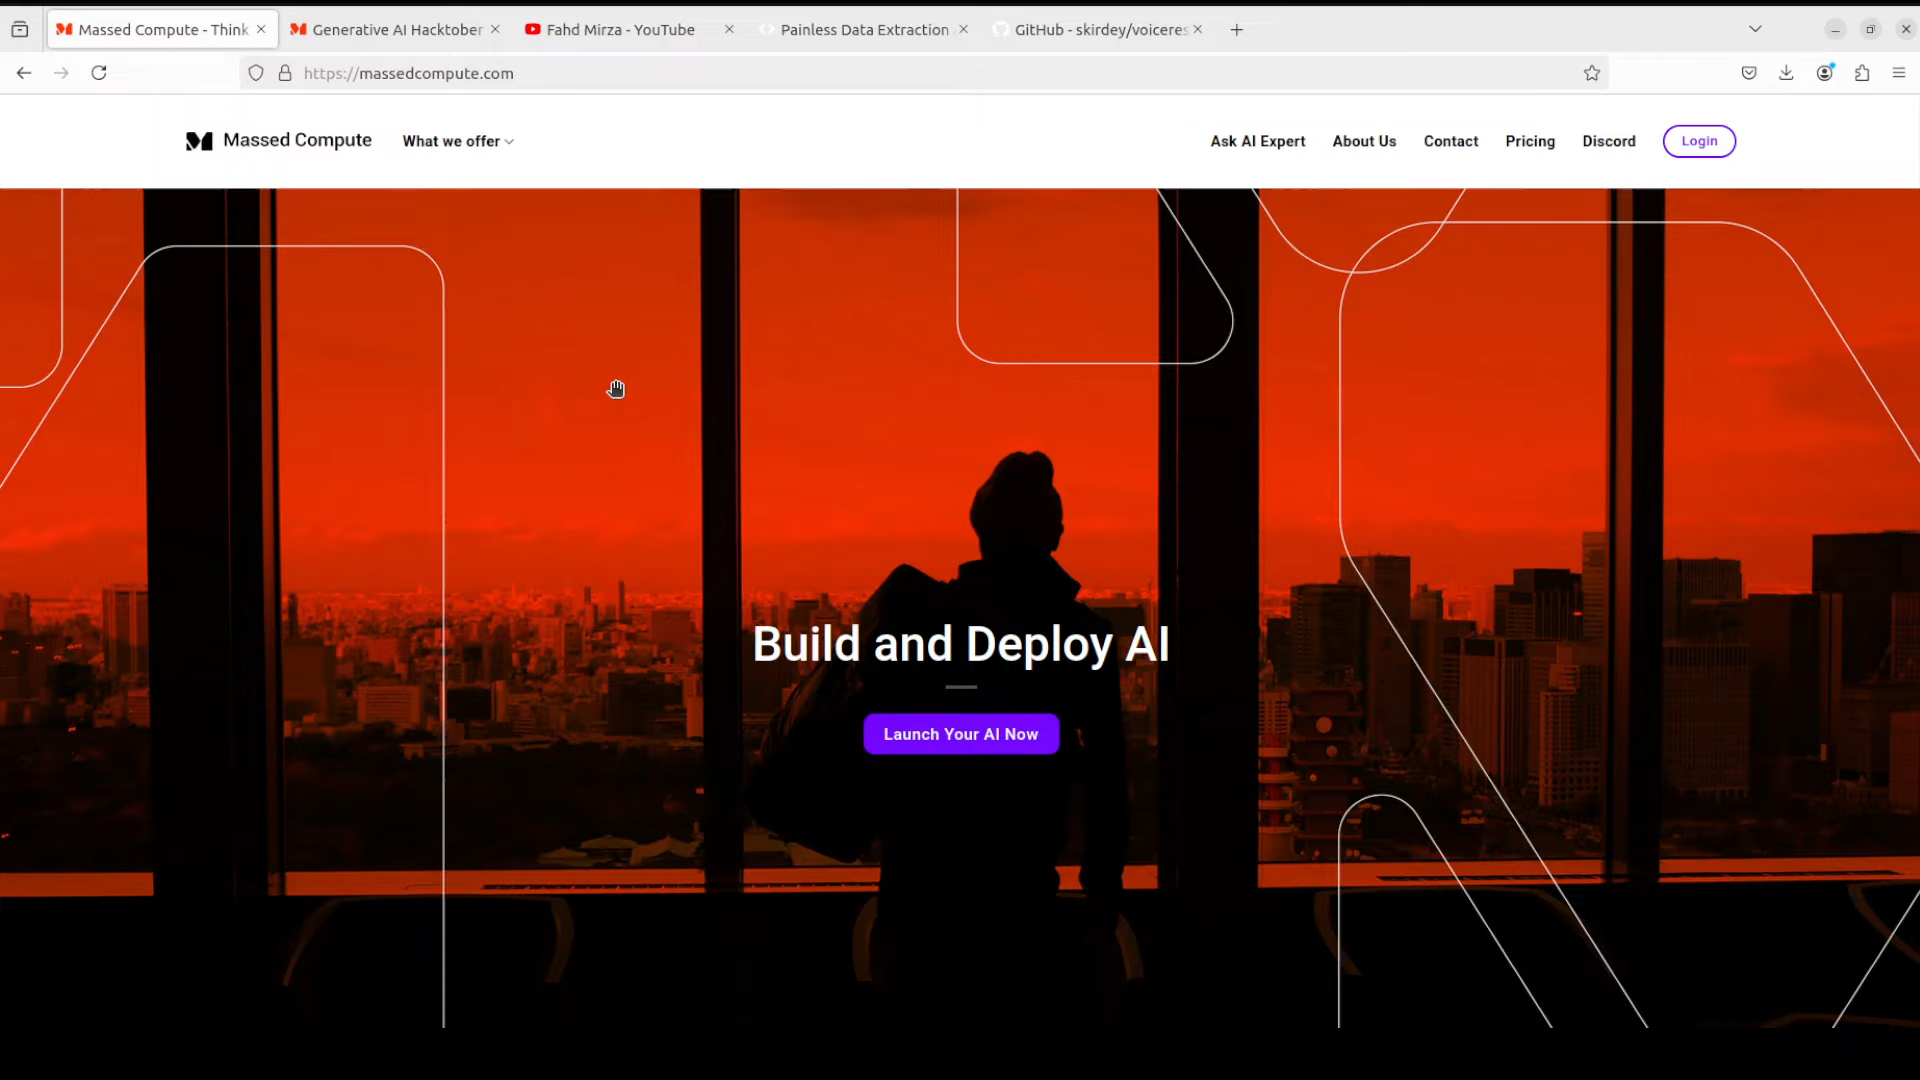 Massed Compute - Think
Generative AI Hacktober
Fahd Mirza - YouTube
Painless Data Extraction
GitHub - skirdey/voiceres
https://massedcompute.com
Massed Compute
What we offer
Ask AI Expert
About Us
Contact
Pricing
Discord
Login
Build and Deploy AI
Launch Your AI Now